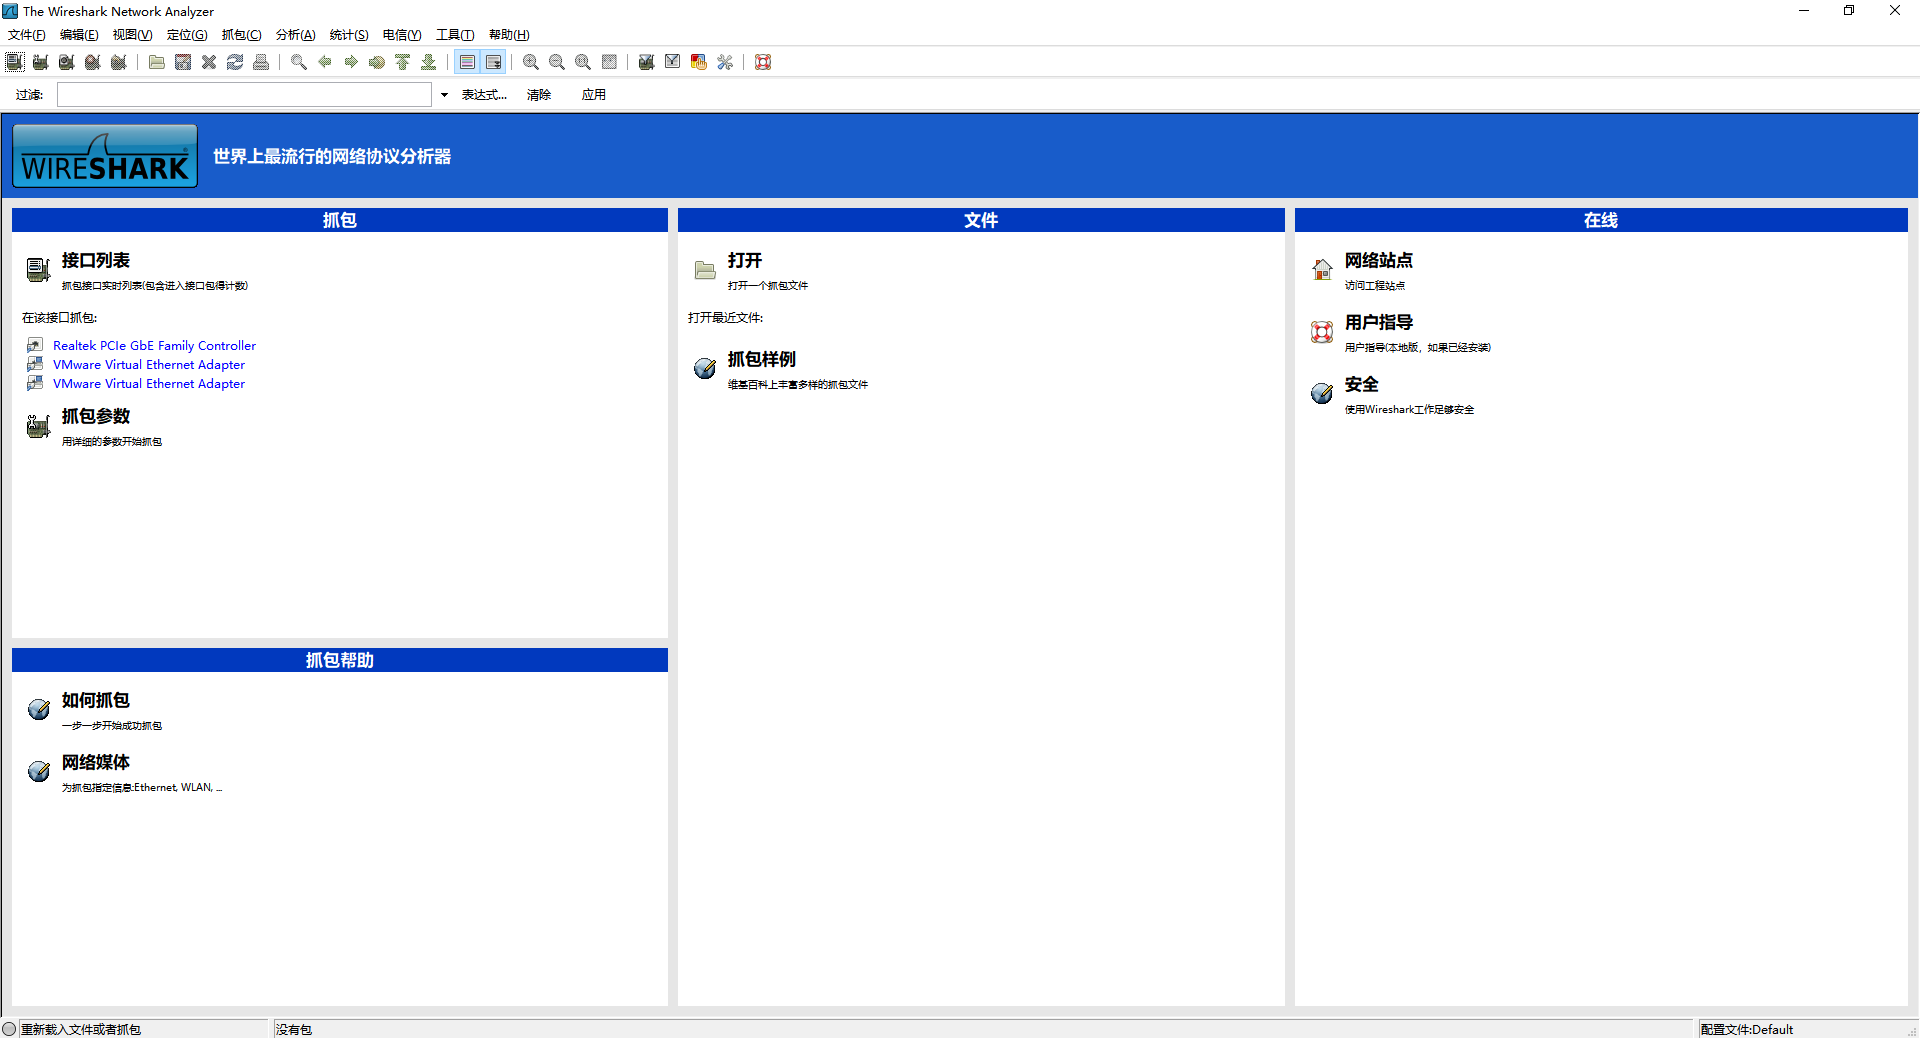 The Wireshark Network Analyzer
文件(F) 编辑(E) 视图(V) 定位(G) 抓包(C) 分析(A) 统计(S) 电信(Y) 工具(T) 帮助(H)
过滤: 表达式... 清除 应用
WIRESHARK
世界上最流行的网络协议分析器
抓包
接口列表
抓包接口实时列表(包含进入接口包得计数)
在该接口抓包:
Realtek PCIe GbE Family Controller
VMware Virtual Ethernet Adapter
VMware Virtual Ethernet Adapter
抓包参数
用详细的参数开始抓包
抓包帮助
如何抓包
一步一步开始成功抓包
网络媒体
为抓包指定信息:Ethernet, WLAN, ...
文件
打开
打开一个抓包文件
打开最近文件:
抓包样例
维基百科上丰富多样的抓包文件
在线
网络站点
访问工程站点
用户指导
用户指导(本地版，如果已经安装)
安全
使用Wireshark工作足够安全
重新载入文件或者抓包
没有包
配置文件:Default